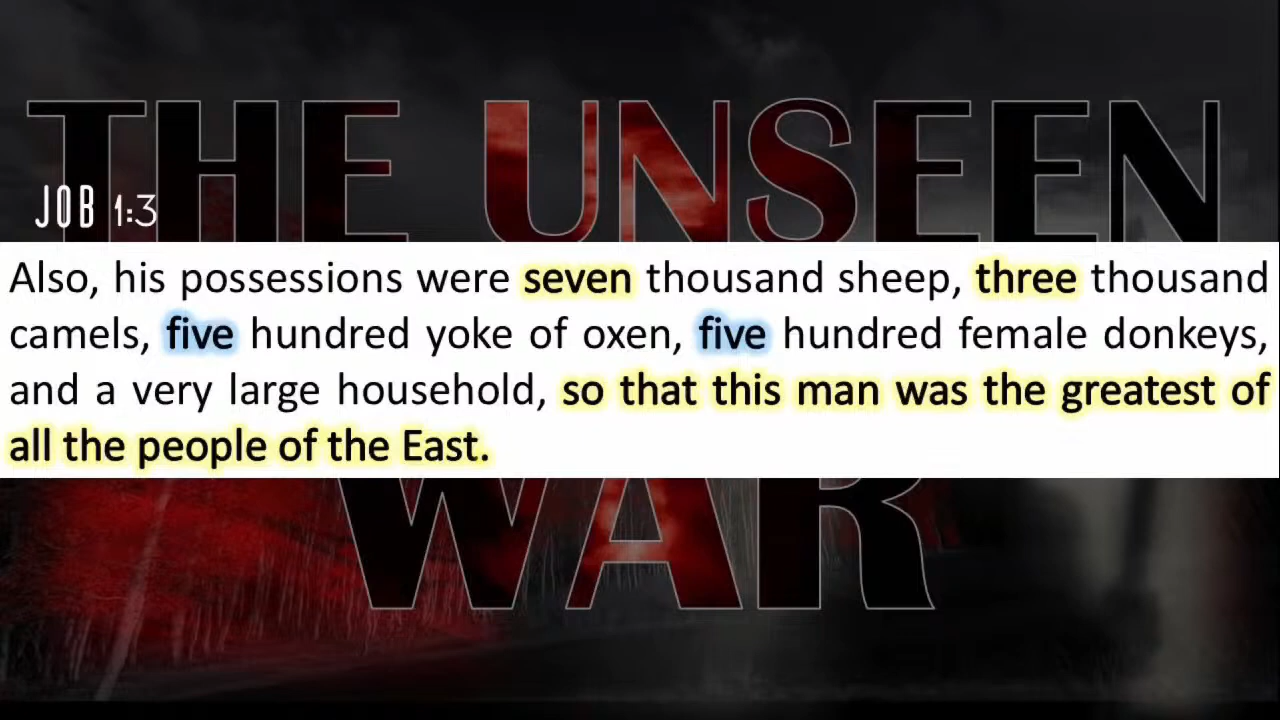 THE UNSEEN
JOB 1:3
Also, his possessions were seven thousand sheep, three thousand
camels, five hundred yoke of oxen, five hundred female donkeys,
and a very large household, so that this man was the greatest of
all the people of the East.
WAR